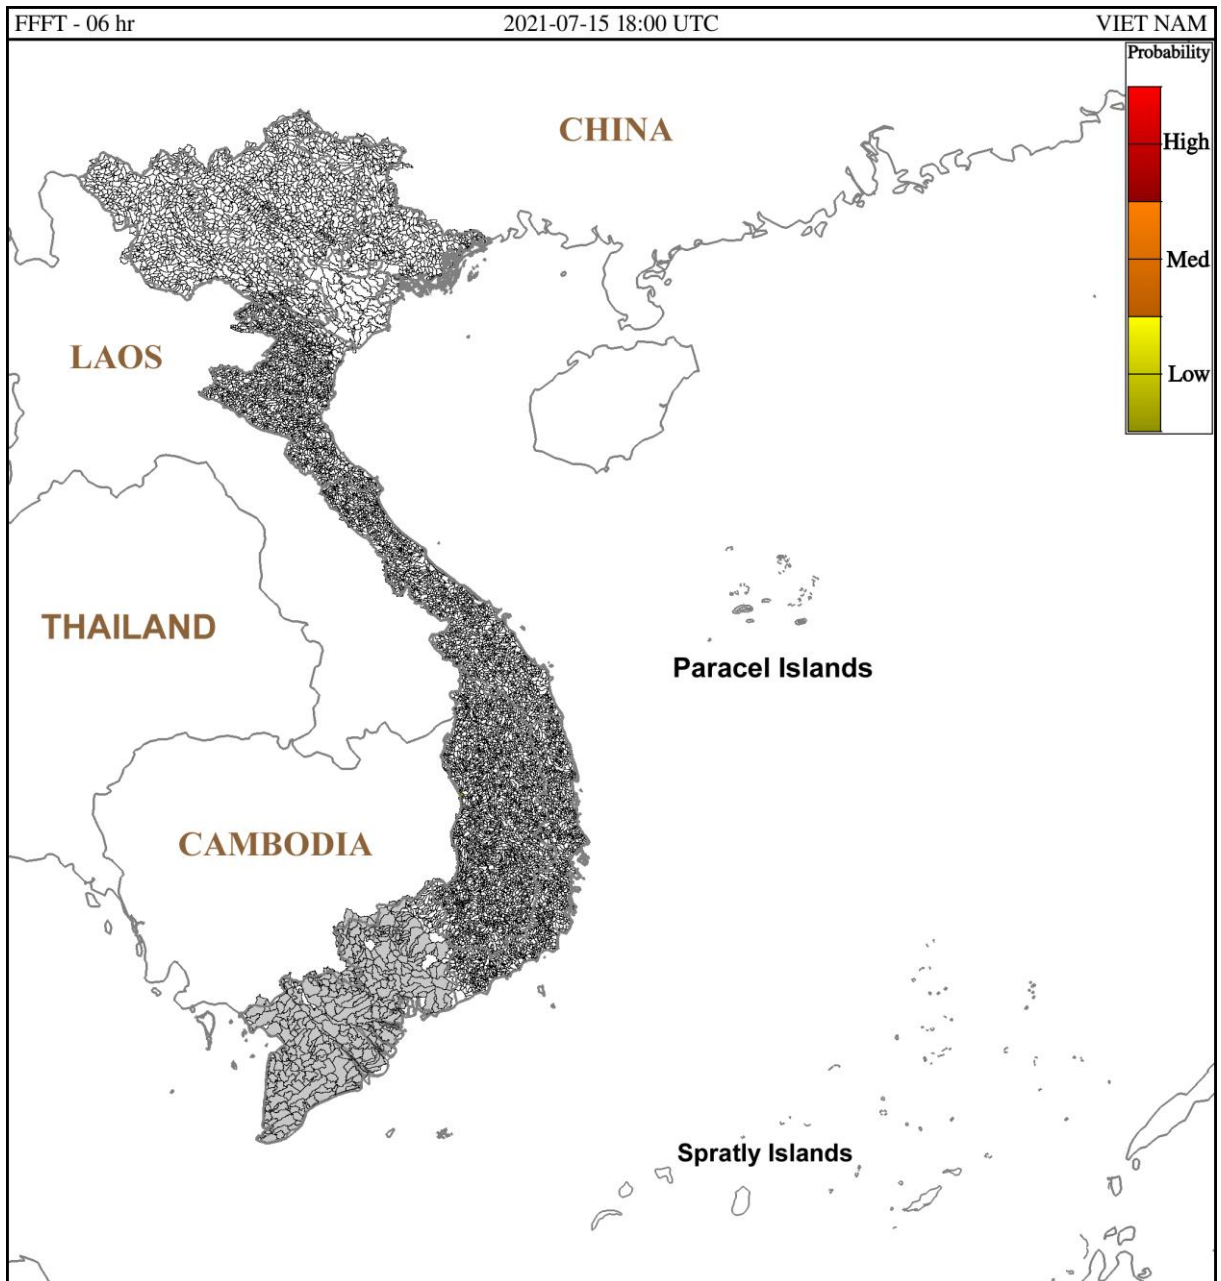 FFFT - 06 hr 2021-07-15 18:00 UTC VIET NAM
Probability
CHINA
High
Med
LAOS
Low
THAILAND
Paracel Islands
CAMBODIA
Spratly Islands